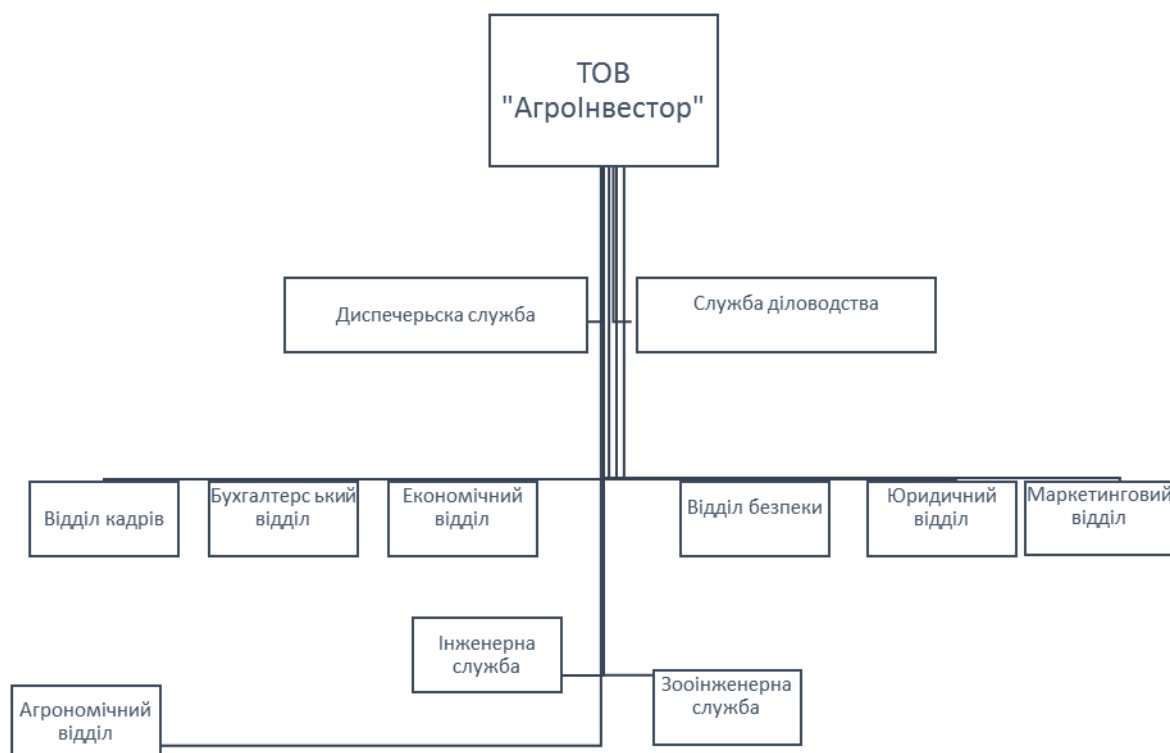 ТОВ
"АгроІнвестор"
Диспечерьска служба
Служба діловодства
Відділ кадрів
Бухгалтерс ький
відділ
Економічний
відділ
Відділ безпеки
Юридичний
відділ
Маркетинговий
відділ
Інженерна
служба
Зооінженерна
служба
Агрономічний
відділ